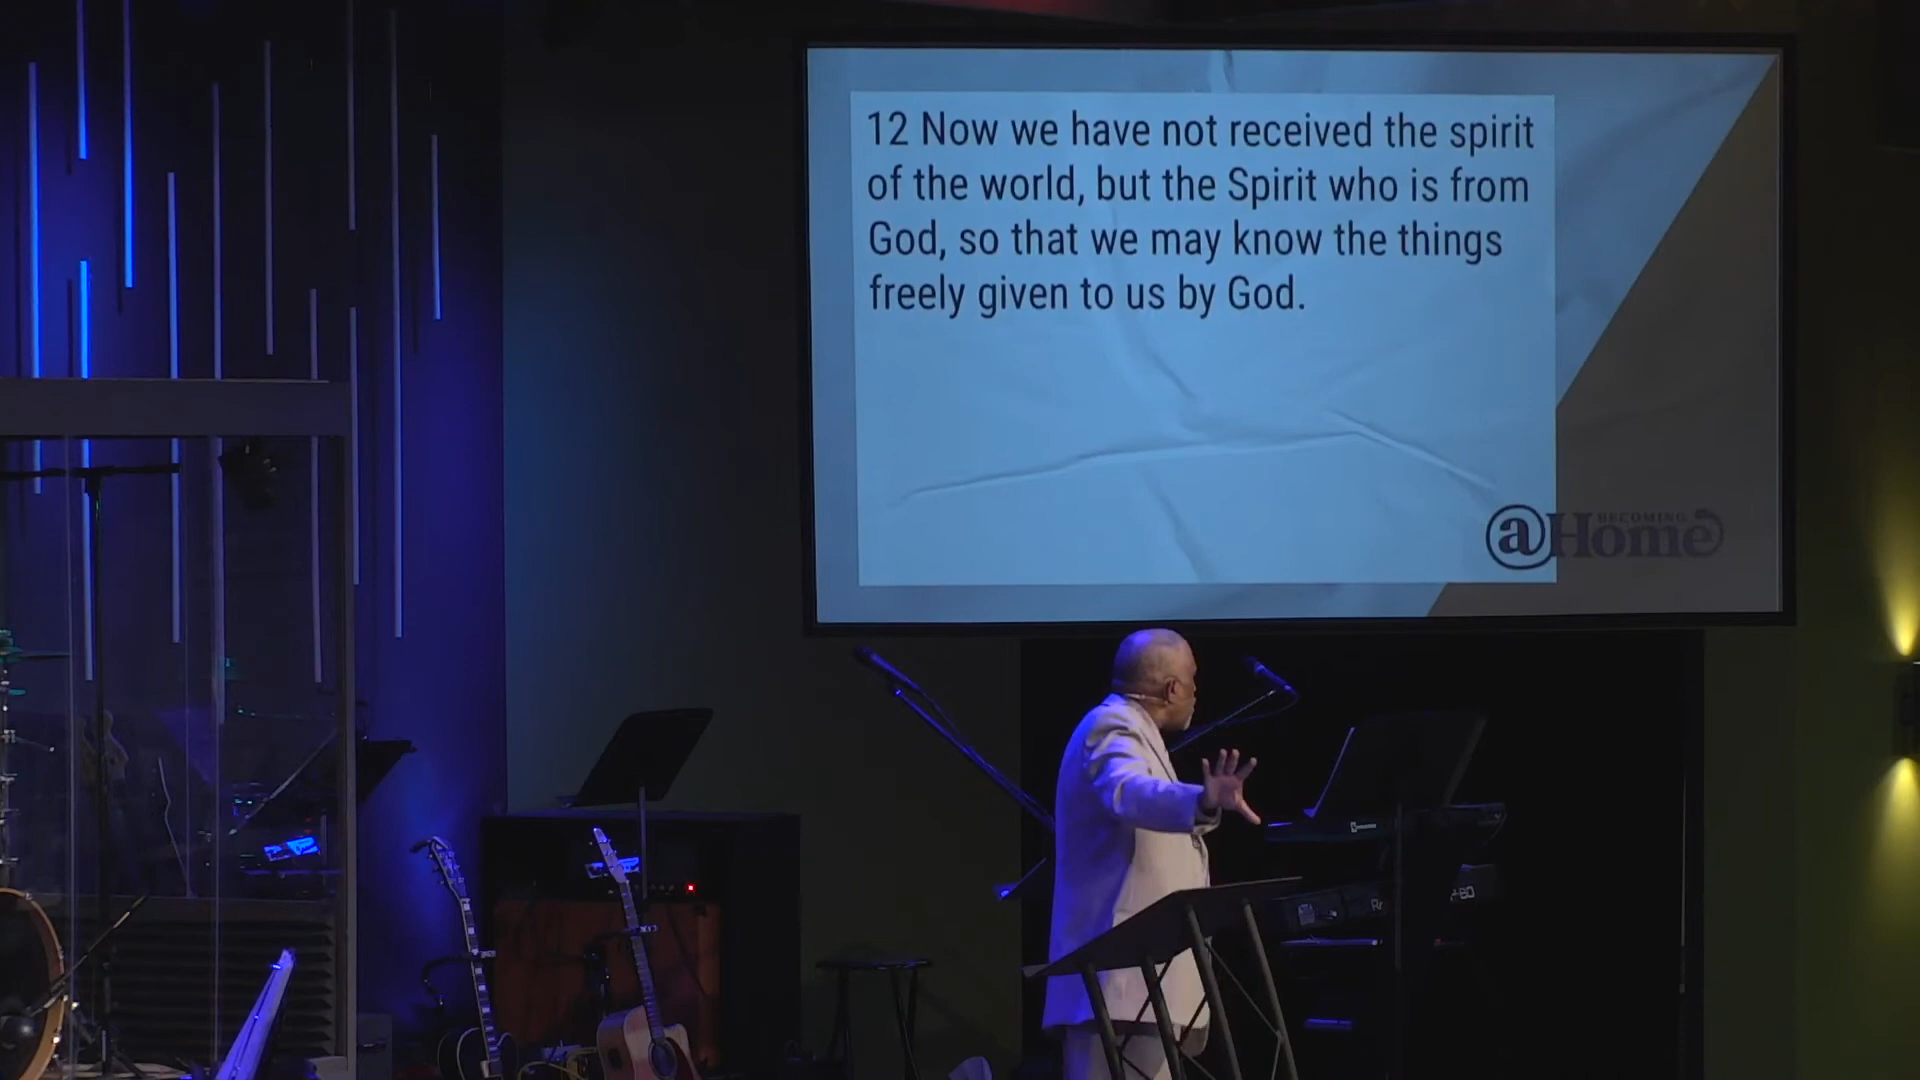 12 Now we have not received the spirit
of the world, but the Spirit who is from
God, so that we may know the things
freely given to us by God.
BECOMING
@Home